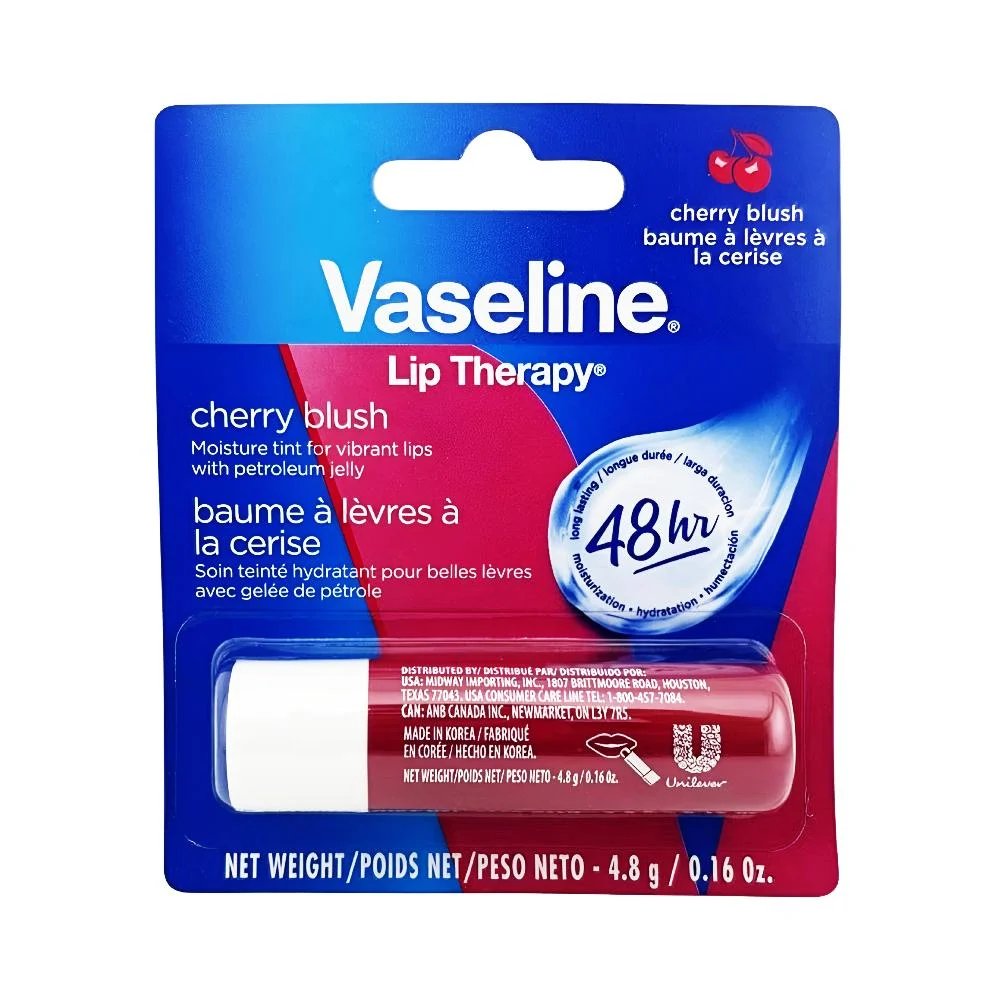 cherry blush
baume à lèvres à
la cerise
Vaseline®
Lip Therapy®
cherry blush
Moisture tint for vibrant lips
with petroleum jelly
baume à lèvres à
la cerise
Soin teinté hydratant pour belles lèvres
avec gelée de pétrole
long lasting / longue durée / larga duracion
48hr
moisturization • hydratation • humectación
DISTRIBUTED BY/ DISTRIBUÉ PAR/ DISTRIBUIDO POR:
USA: MIDWAY IMPORTING, INC., 1807 BRITTMOORE ROAD, HOUSTON,
TEXAS 77043. USA CONSUMER CARE LINE TEL: 1-800-457-7084.
CAN: ANB CANADA INC., NEWMARKET, ON L3Y 7R5.
MADE IN KOREA / FABRIQUÉ
EN CORÉE / HECHO EN KOREA.
NET WEIGHT/POIDS NET/ PESO NETO - 4.8 g / 0.16 Oz.
Unilever
NET WEIGHT/POIDS NET/PESO NETO - 4.8 g / 0.16 Oz.